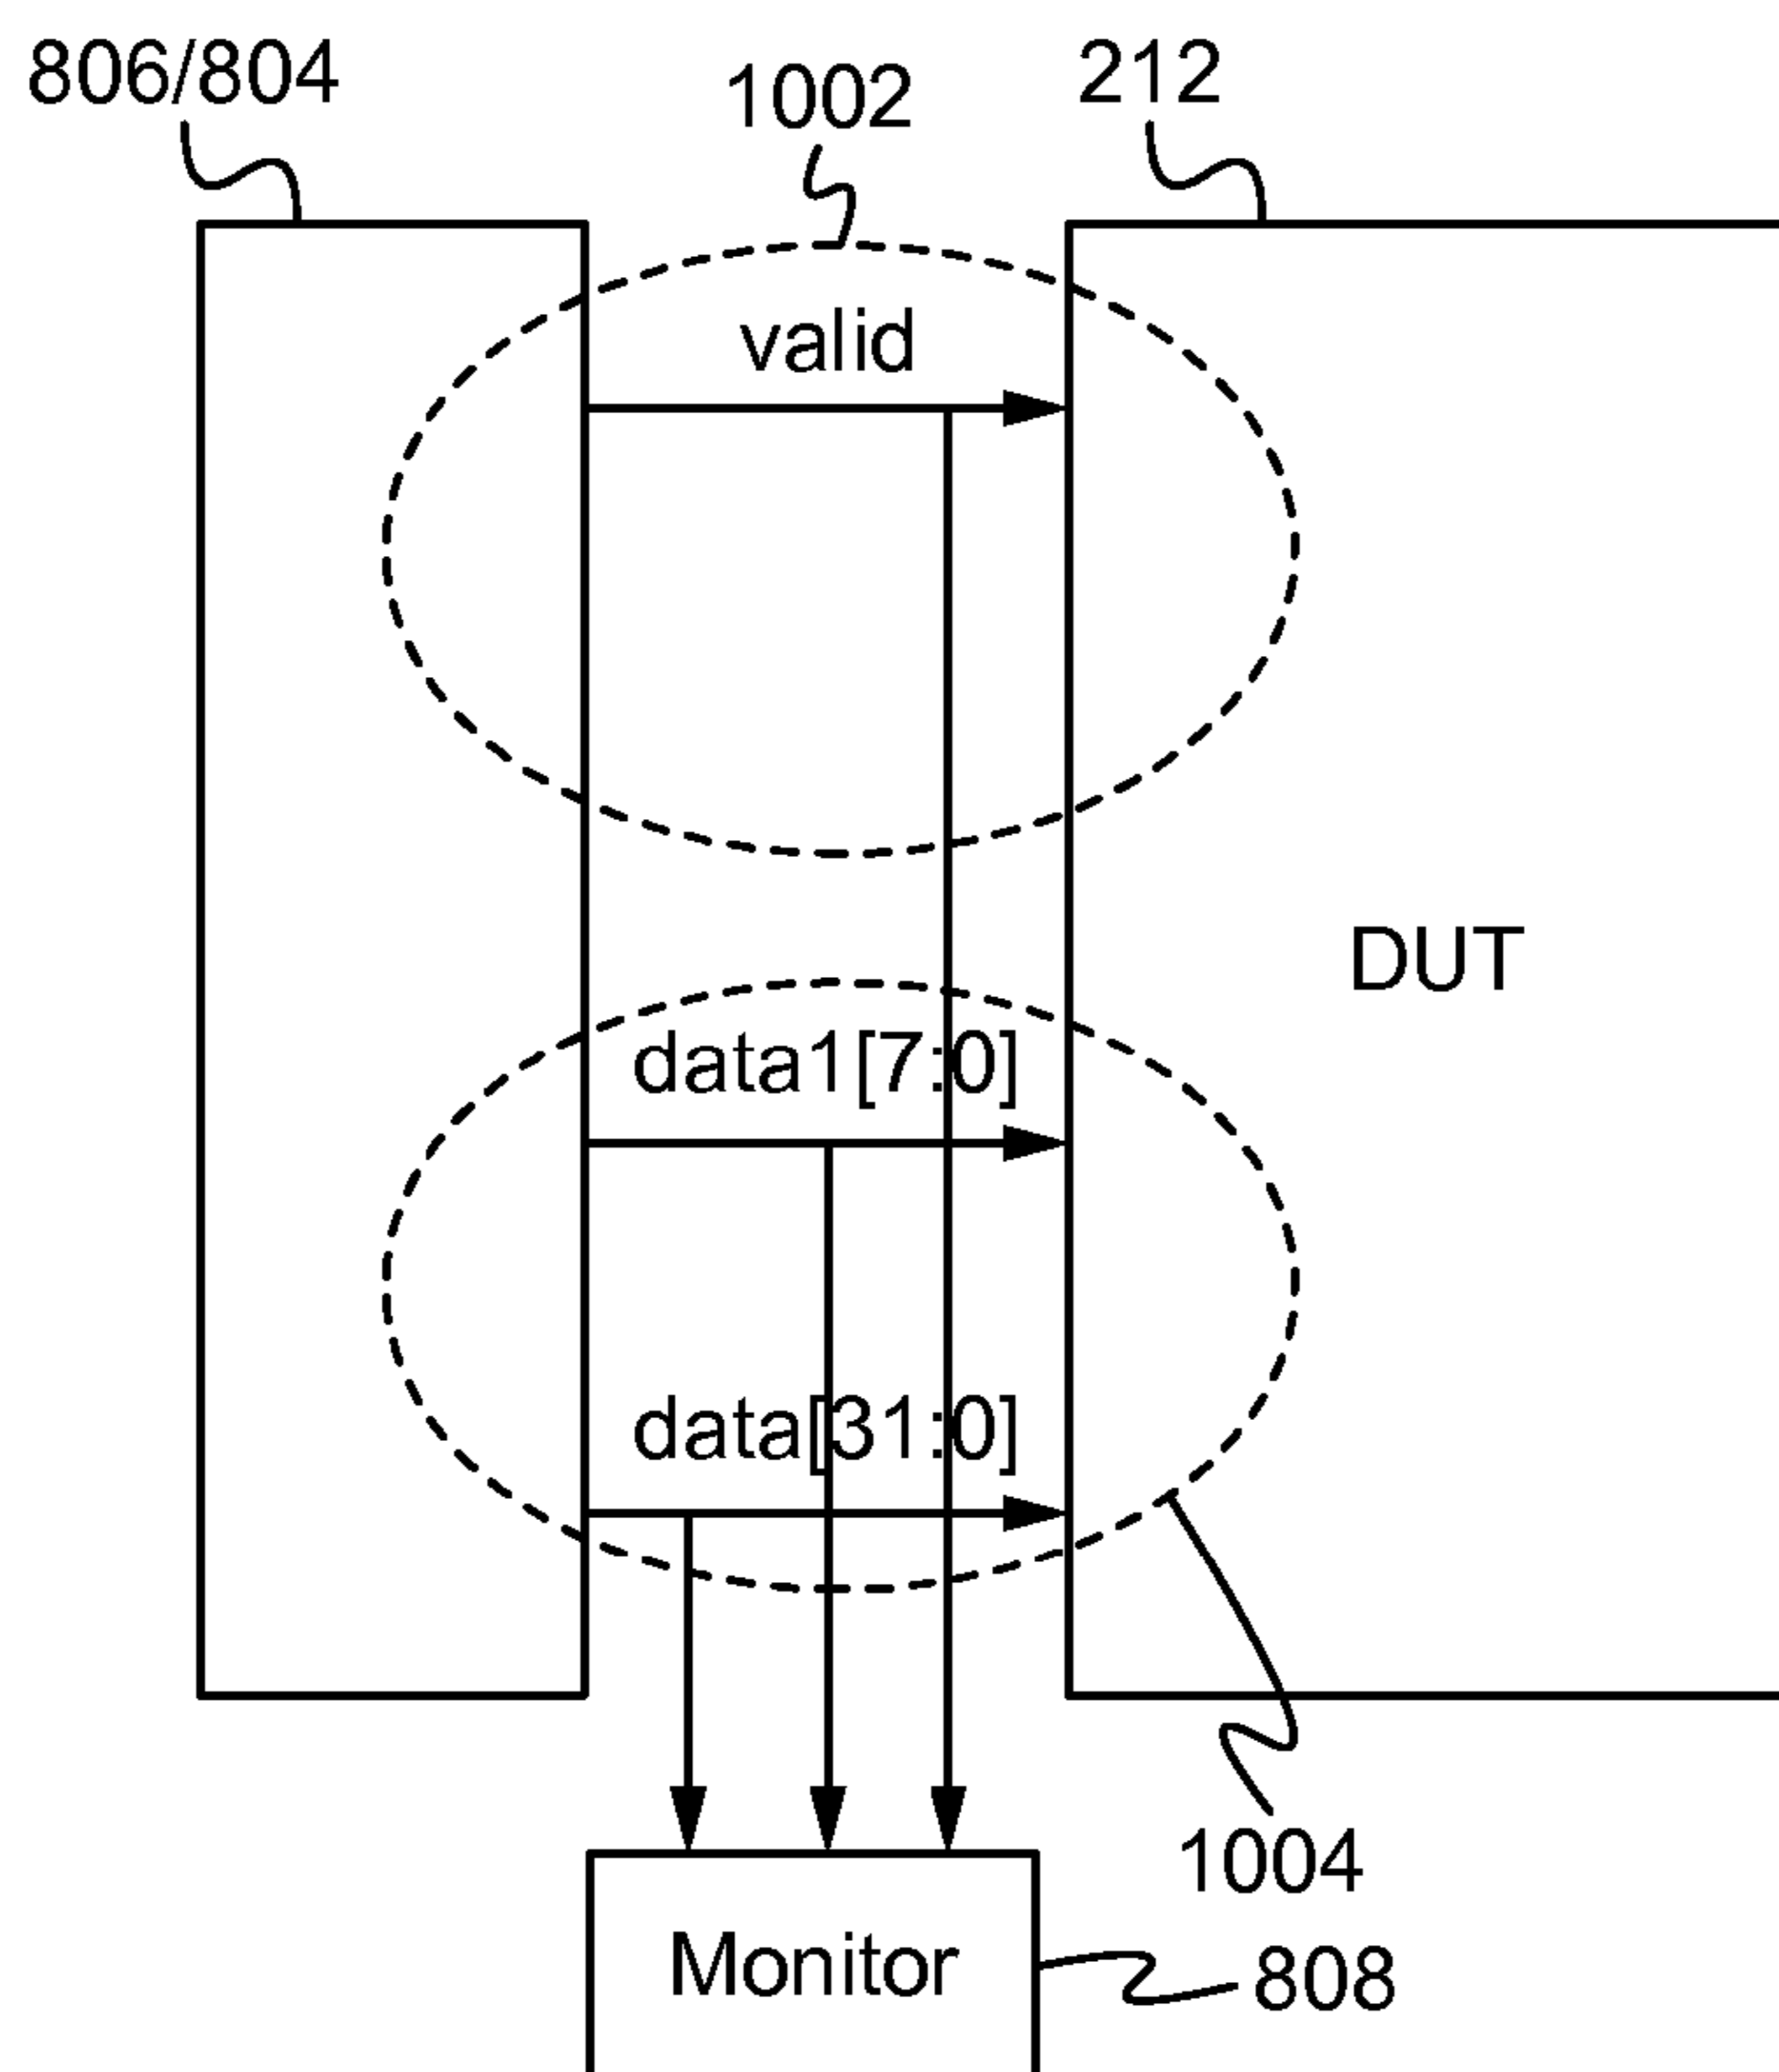 806/804
1002
212
valid
DUT
data1[7:0]
data[31:0]
1004
Monitor
808